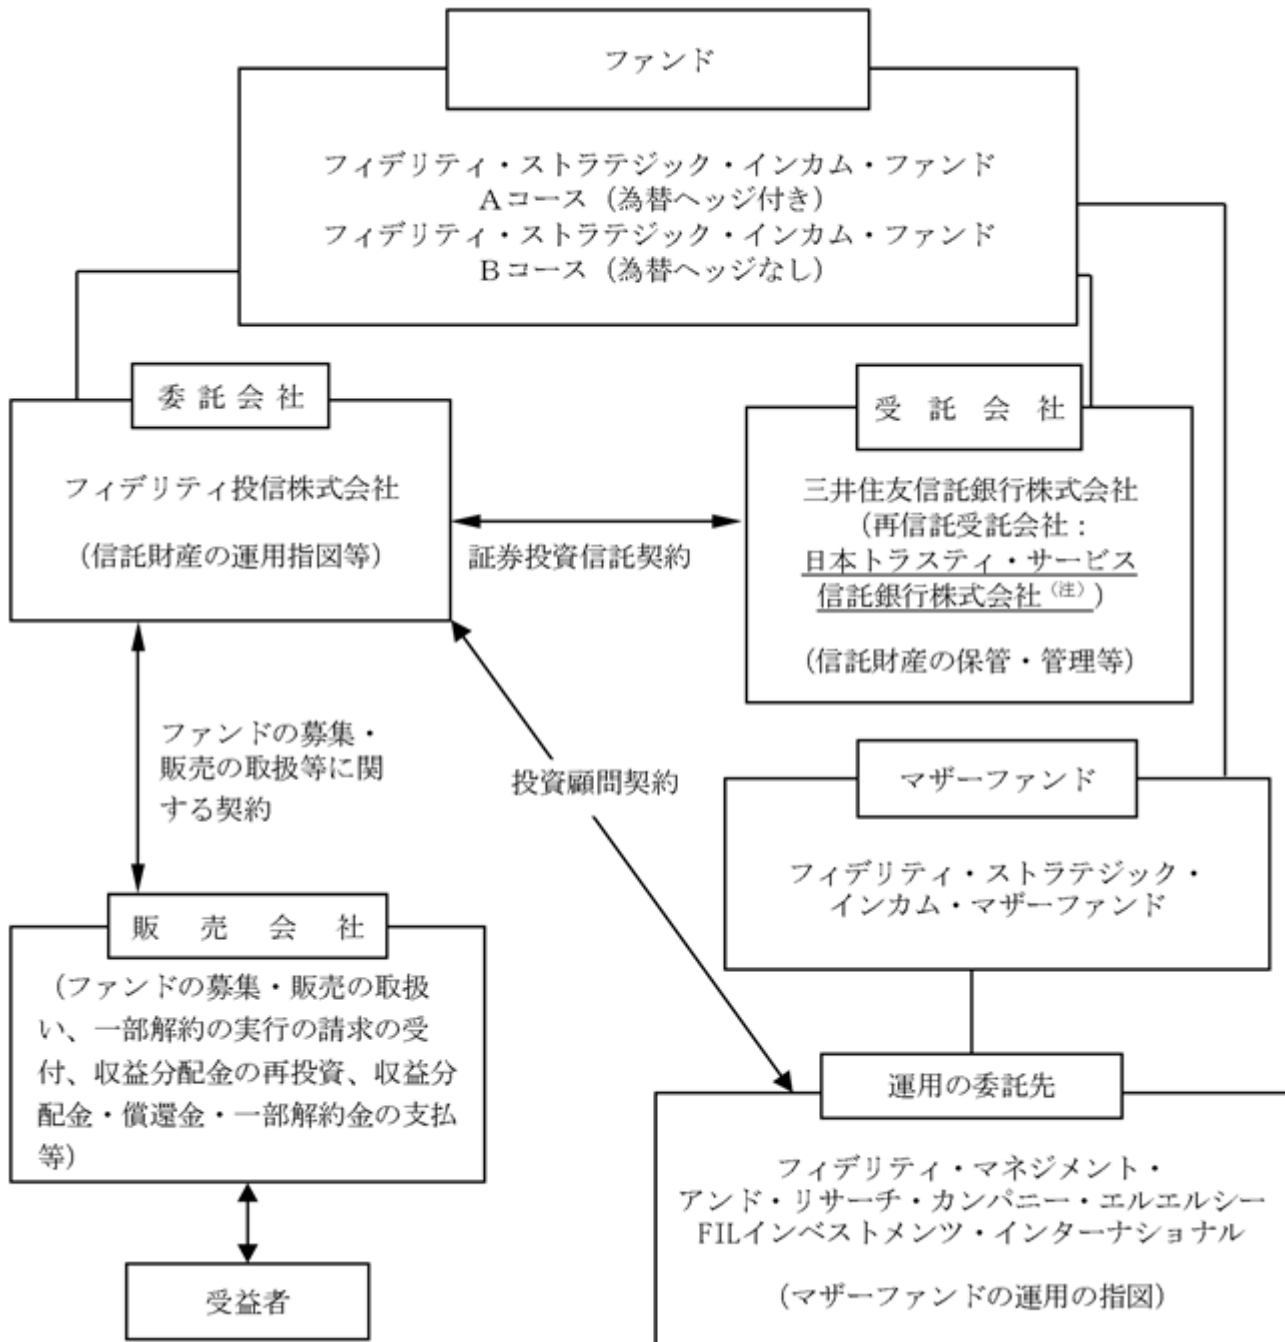 ファンド
フィデリティ・ストラテジック・インカム・ファンド
Aコース（為替ヘッジ付き）
フィデリティ・ストラテジック・インカム・ファンド
Bコース（為替ヘッジなし）
委託会社
フィデリティ投信株式会社
（信託財産の運用指図等）
証券投資信託契約
受託会社
三井住友信託銀行株式会社
（再信託受託会社：
日本トラスティ・サービス
信託銀行株式会社（注））
（信託財産の保管・管理等）
ファンドの募集・
販売の取扱等に関
する契約
投資顧問契約
マザーファンド
フィデリティ・ストラテジック・
インカム・マザーファンド
販売会社
（ファンドの募集・販売の取扱
い、一部解約の実行の請求の受
付、収益分配金の再投資、収益分
配金・償還金・一部解約金の支払
等）
運用の委託先
フィデリティ・マネジメント・
アンド・リサーチ・カンパニー・エルエルシー
FILインベストメンツ・インターナショナル
（マザーファンドの運用の指図）
受益者